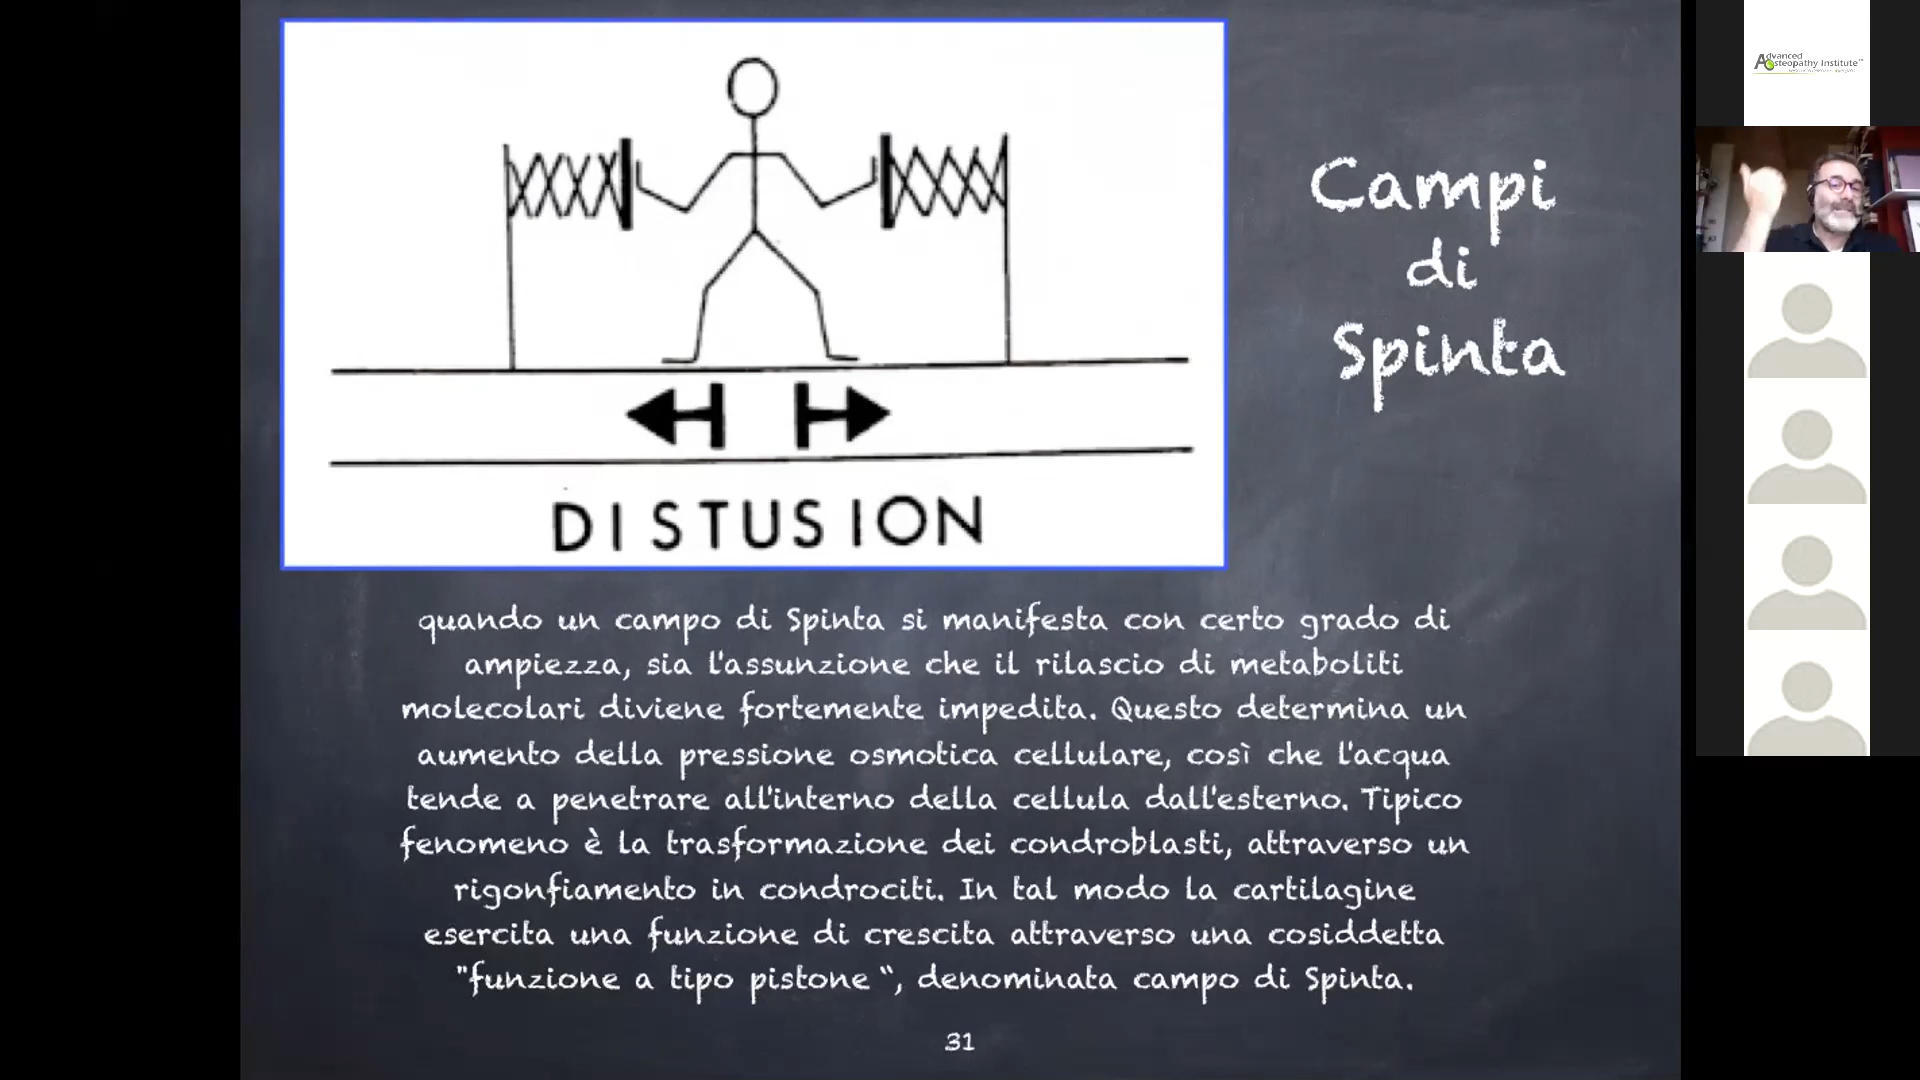 DISTUSION
Campi
di
Spinta
quando un campo di Spinta si manifesta con certo grado di
ampiezza, sia l'assunzione che il rilascio di metaboliti
molecolari diviene fortemente impedita. Questo determina un
aumento della pressione osmotica cellulare, così che l'acqua
tende a penetrare all'interno della cellula dall'esterno. Tipico
fenomeno è la trasformazione dei condroblasti, attraverso un
rigonfiamento in condrociti. In tal modo la cartilagine
esercita una funzione di crescita attraverso una cosiddetta
"funzione a tipo pistone “, denominata campo di Spinta.
31
Advanced
Osteopathy Institute™